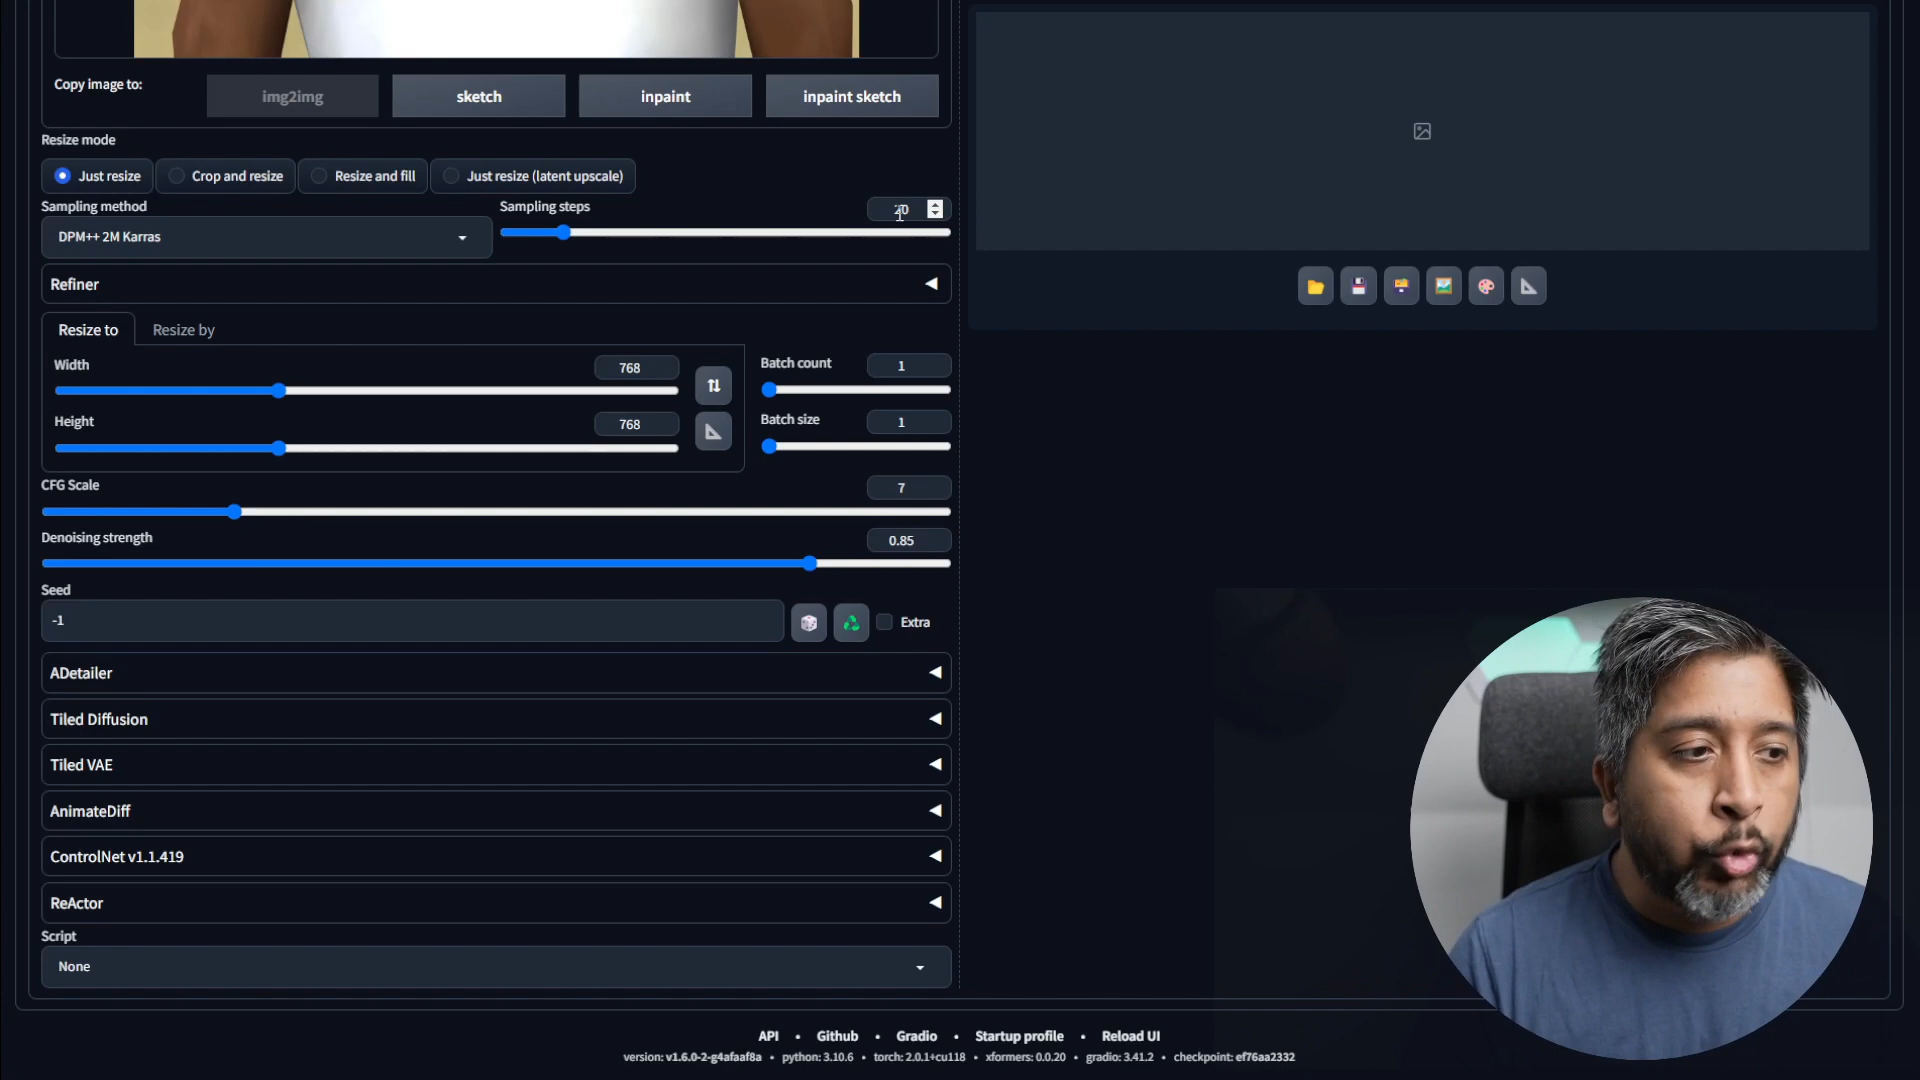 Copy image to:
img2img
sketch
inpaint
inpaint sketch
Resize mode
Just resize
Crop and resize
Resize and fill
Just resize (latent upscale)
Sampling method
Sampling steps
20
DPM++ 2M Karras
Refiner
Resize to
Resize by
Width
768
Batch count
1
Height
768
Batch size
1
CFG Scale
7
Denoising strength
0.85
Seed
-1
Extra
ADetailer
Tiled Diffusion
Tiled VAE
AnimateDiff
ControlNet v1.1.419
ReActor
Script
None
API • Github • Gradio • Startup profile • Reload UI
version: v1.6.0-2-g4afaaf8a • python: 3.10.6 • torch: 2.0.1+cu118 • xformers: 0.0.20 • gradio: 3.41.2 • checkpoint: ef76aa2332